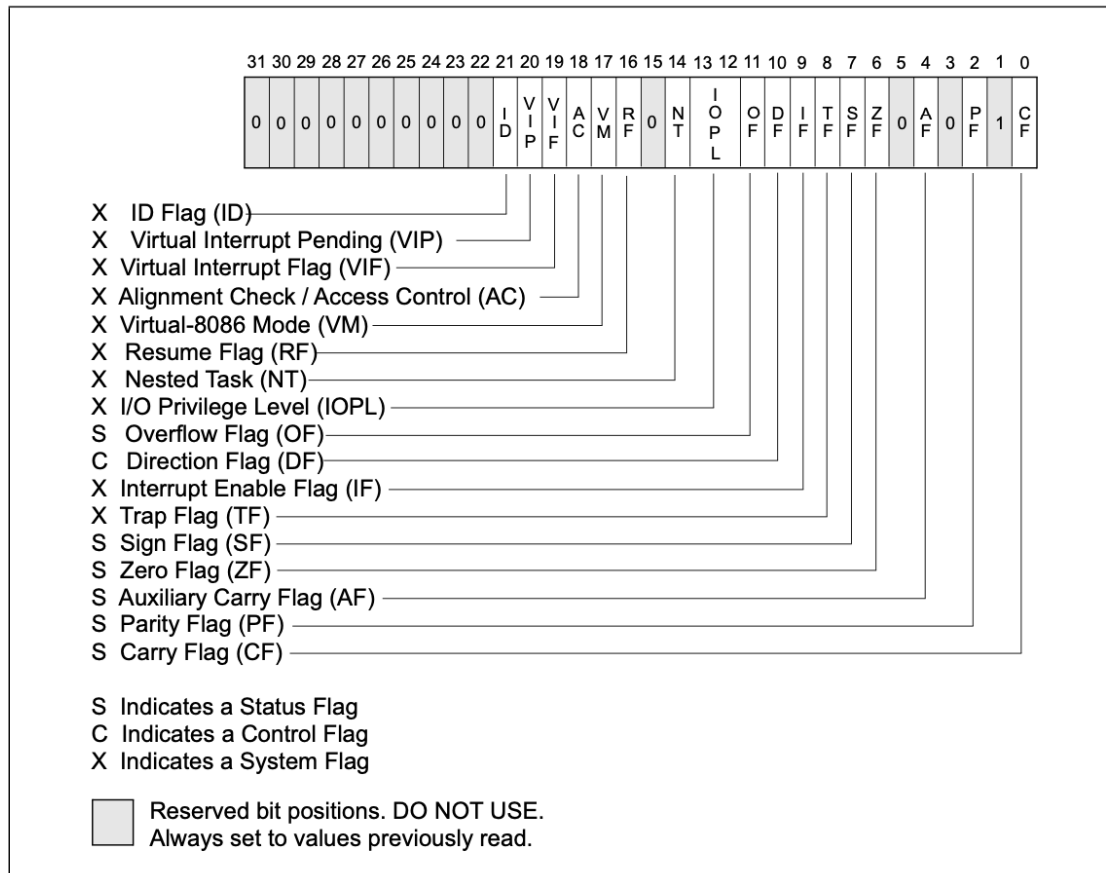 31 30 29 28 27 26 25 24 23 22 21 20 19 18 17 16 15 14 13 12 11 10 9 8 7 6 5 4 3 2 1 0
0 0 0 0 0 0 0 0 0 0 ID VIP VIF AC VM RF 0 NT IOPL OF DF IF TF SF ZF 0 AF 0 PF 1 CF
X ID Flag (ID)
X Virtual Interrupt Pending (VIP)
X Virtual Interrupt Flag (VIF)
X Alignment Check / Access Control (AC)
X Virtual-8086 Mode (VM)
X Resume Flag (RF)
X Nested Task (NT)
X I/O Privilege Level (IOPL)
S Overflow Flag (OF)
C Direction Flag (DF)
X Interrupt Enable Flag (IF)
X Trap Flag (TF)
S Sign Flag (SF)
S Zero Flag (ZF)
S Auxiliary Carry Flag (AF)
S Parity Flag (PF)
S Carry Flag (CF)
S Indicates a Status Flag
C Indicates a Control Flag
X Indicates a System Flag
Reserved bit positions. DO NOT USE.
Always set to values previously read.